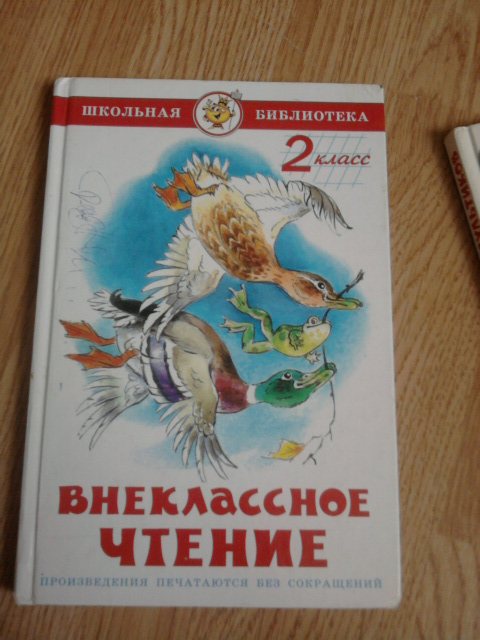 ШКОЛЬНАЯ БИБЛИОТЕКА
2 класс
ВНЕКЛАССНОЕ
ЧТЕНИЕ
ПРОИЗВЕДЕНИЯ ПЕЧАТАЮТСЯ БЕЗ СОКРАЩЕНИЙ